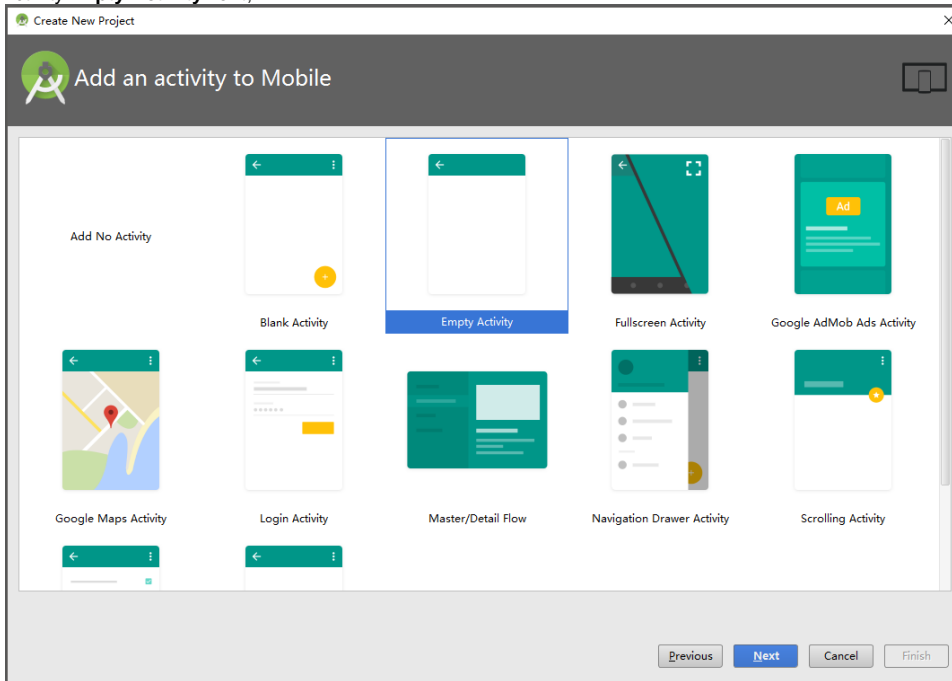 Create New Project
Add an activity to Mobile
Add No Activity
Ad
Blank Activity
Empty Activity
Fullscreen Activity
Google AdMob Ads Activity
Google Maps Activity
Login Activity
Master/Detail Flow
Navigation Drawer Activity
Scrolling Activity
Previous
Next
Cancel
Finish